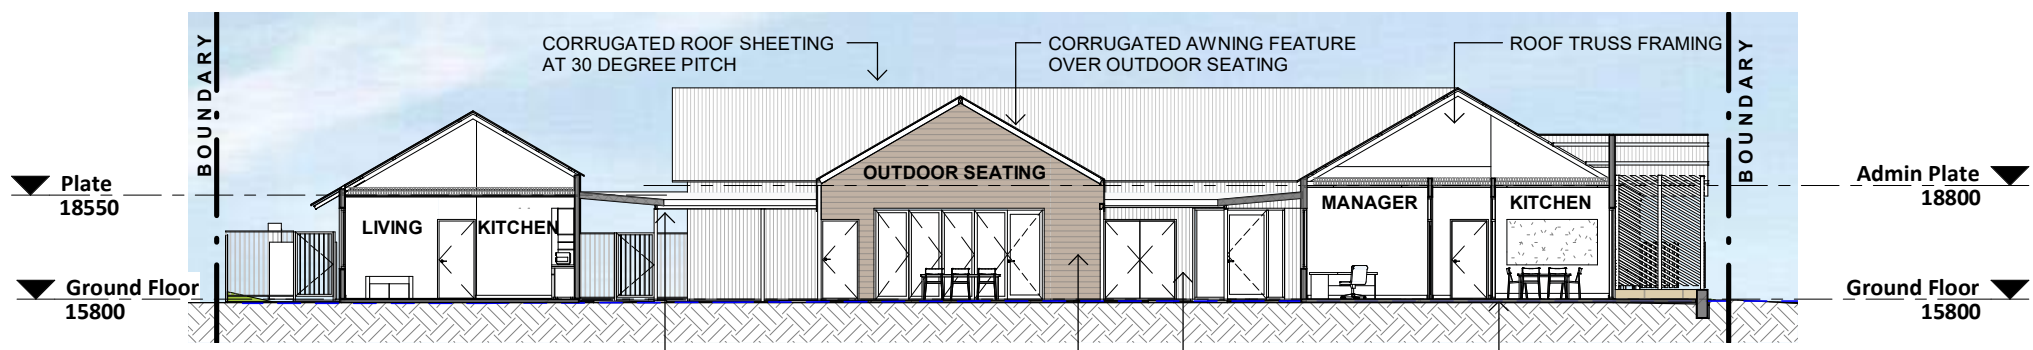 BOUNDARY
CORRUGATED ROOF SHEETING
AT 30 DEGREE PITCH
CORRUGATED AWNING FEATURE
OVER OUTDOOR SEATING
ROOF TRUSS FRAMING
BOUNDARY
Plate
18550
LIVING
KITCHEN
OUTDOOR SEATING
MANAGER
KITCHEN
Admin Plate
18800
Ground Floor
15800
Ground Floor
15800